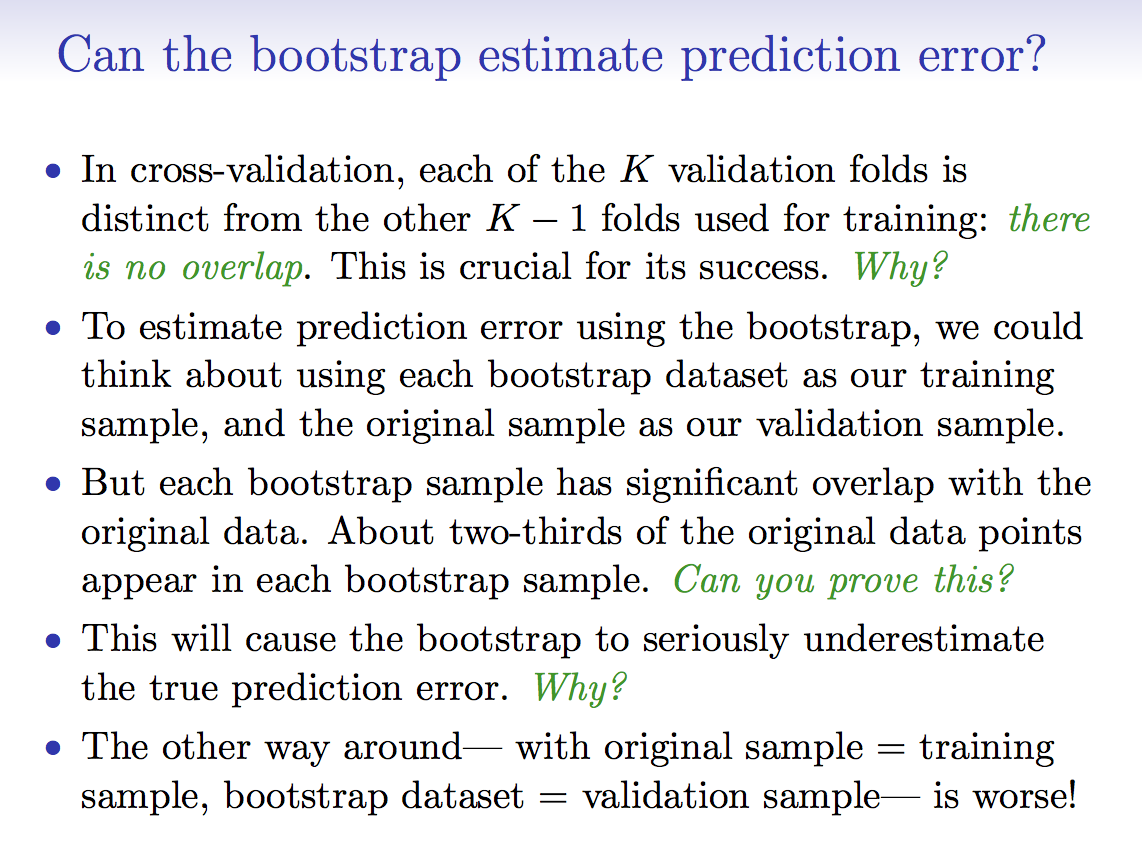 Can the bootstrap estimate prediction error?
• In cross-validation, each of the K validation folds is
distinct from the other K − 1 folds used for training: there
is no overlap. This is crucial for its success. Why?
• To estimate prediction error using the bootstrap, we could
think about using each bootstrap dataset as our training
sample, and the original sample as our validation sample.
• But each bootstrap sample has significant overlap with the
original data. About two-thirds of the original data points
appear in each bootstrap sample. Can you prove this?
• This will cause the bootstrap to seriously underestimate
the true prediction error. Why?
• The other way around— with original sample = training
sample, bootstrap dataset = validation sample— is worse!